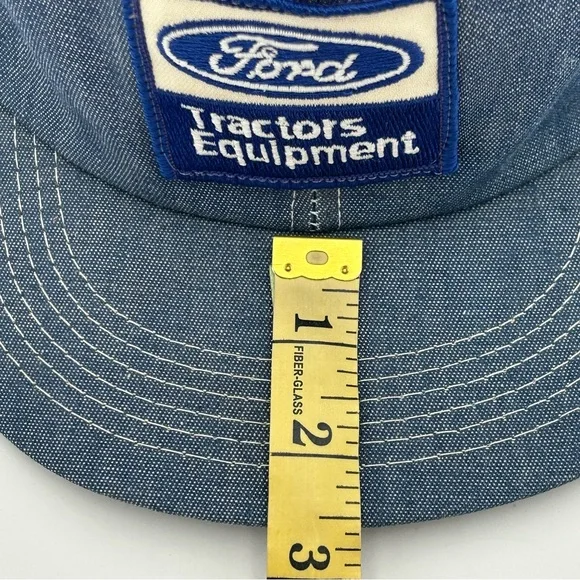 Ford
Tractors
Equipment
1
FIBER-GLASS
2
3